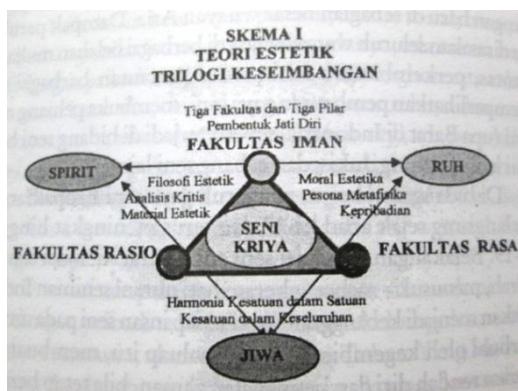 SKEMA I
TEORI ESTETIK
TRILOGI KESEIMBANGAN
Tiga Fakultas dan Tiga Pilar
Pembentuk Jati Diri
FAKULTAS IMAN
SPIRIT
RUH
Filosofi Estetik
Analisis Kritis
Material Estetik
Moral Estetika
Pesona Metafisika
Kepribadian
SENI
KRIYA
FAKULTAS RASIO
FAKULTAS RASA
Harmonia Kesatuan dalam Satuan
Kesatuan dalam Keseluruhan
JIWA